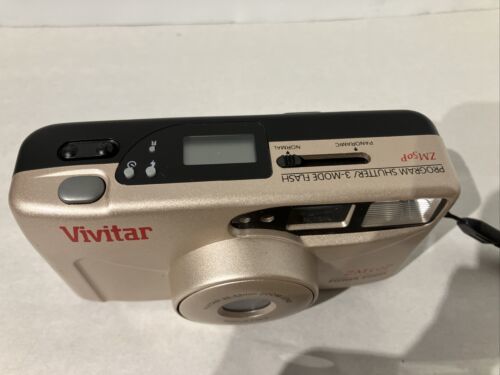 NORMAL
PANORAMIC
ZM50P
PROGRAM SHUTTER/ 3-MODE FLASH
Vivitar